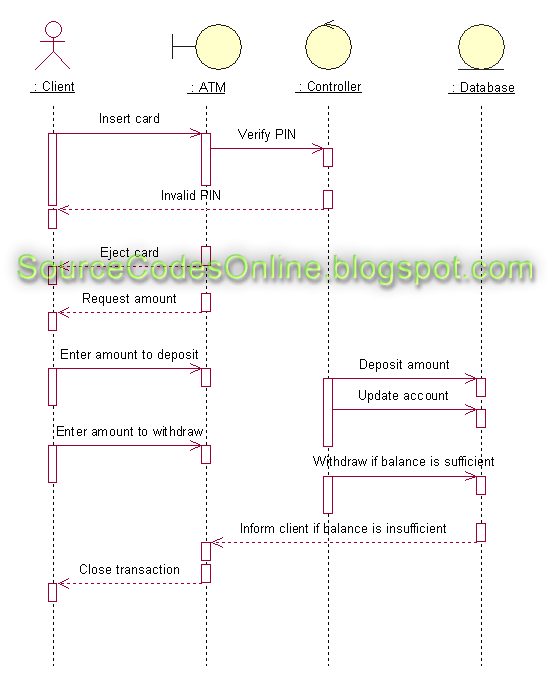 : Client
: ATM
: Controller
: Database
Insert card
Verify PIN
Invalid PIN
Eject card
SourceCodesOnline.blogspot.com
Request amount
Enter amount to deposit
Deposit amount
Update account
Enter amount to withdraw
Withdraw if balance is sufficient
Inform client if balance is insufficient
Close transaction